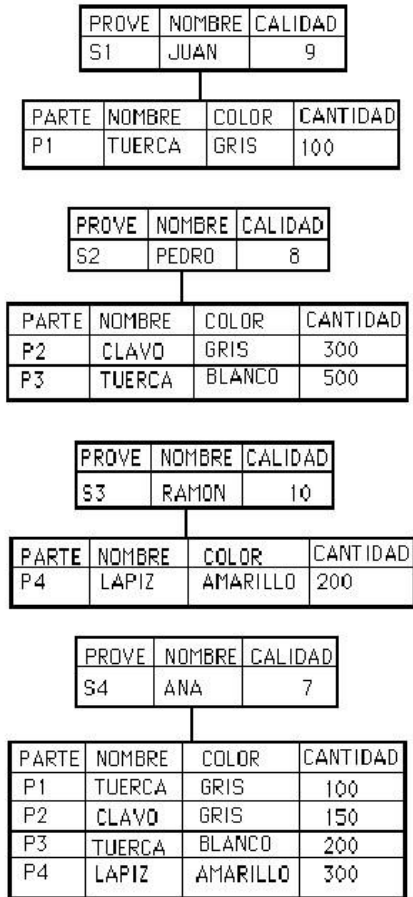 PROVE NOMBRE CALIDAD
S1 JUAN 9
PARTE NOMBRE COLOR CANTIDAD
P1 TUERCA GRIS 100
PROVE NOMBRE CALIDAD
S2 PEDRO 8
PARTE NOMBRE COLOR CANTIDAD
P2 CLAVO GRIS 300
P3 TUERCA BLANCO 500
PROVE NOMBRE CALIDAD
S3 RAMON 10
PARTE NOMBRE COLOR CANTIDAD
P4 LAPIZ AMARILLO 200
PROVE NOMBRE CALIDAD
S4 ANA 7
PARTE NOMBRE COLOR CANTIDAD
P1 TUERCA GRIS 100
P2 CLAVO GRIS 150
P3 TUERCA BLANCO 200
P4 LAPIZ AMARILLO 300